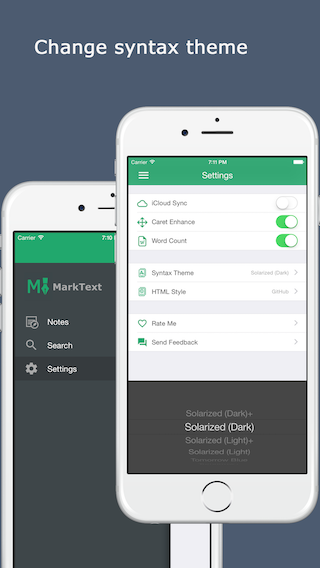 Change syntax theme
Carrier
7:11 PM
Settings
iCloud Sync
Caret Enhance
Word Count
Syntax Theme
Solarized (Dark)
HTML Style
GitHub
Rate Me
Send Feedback
Solarized (Dark)+
Solarized (Dark)
Solarized (Light)+
Solarized (Light)
Carrier
7:10
M
MarkText
Notes
Search
Settings